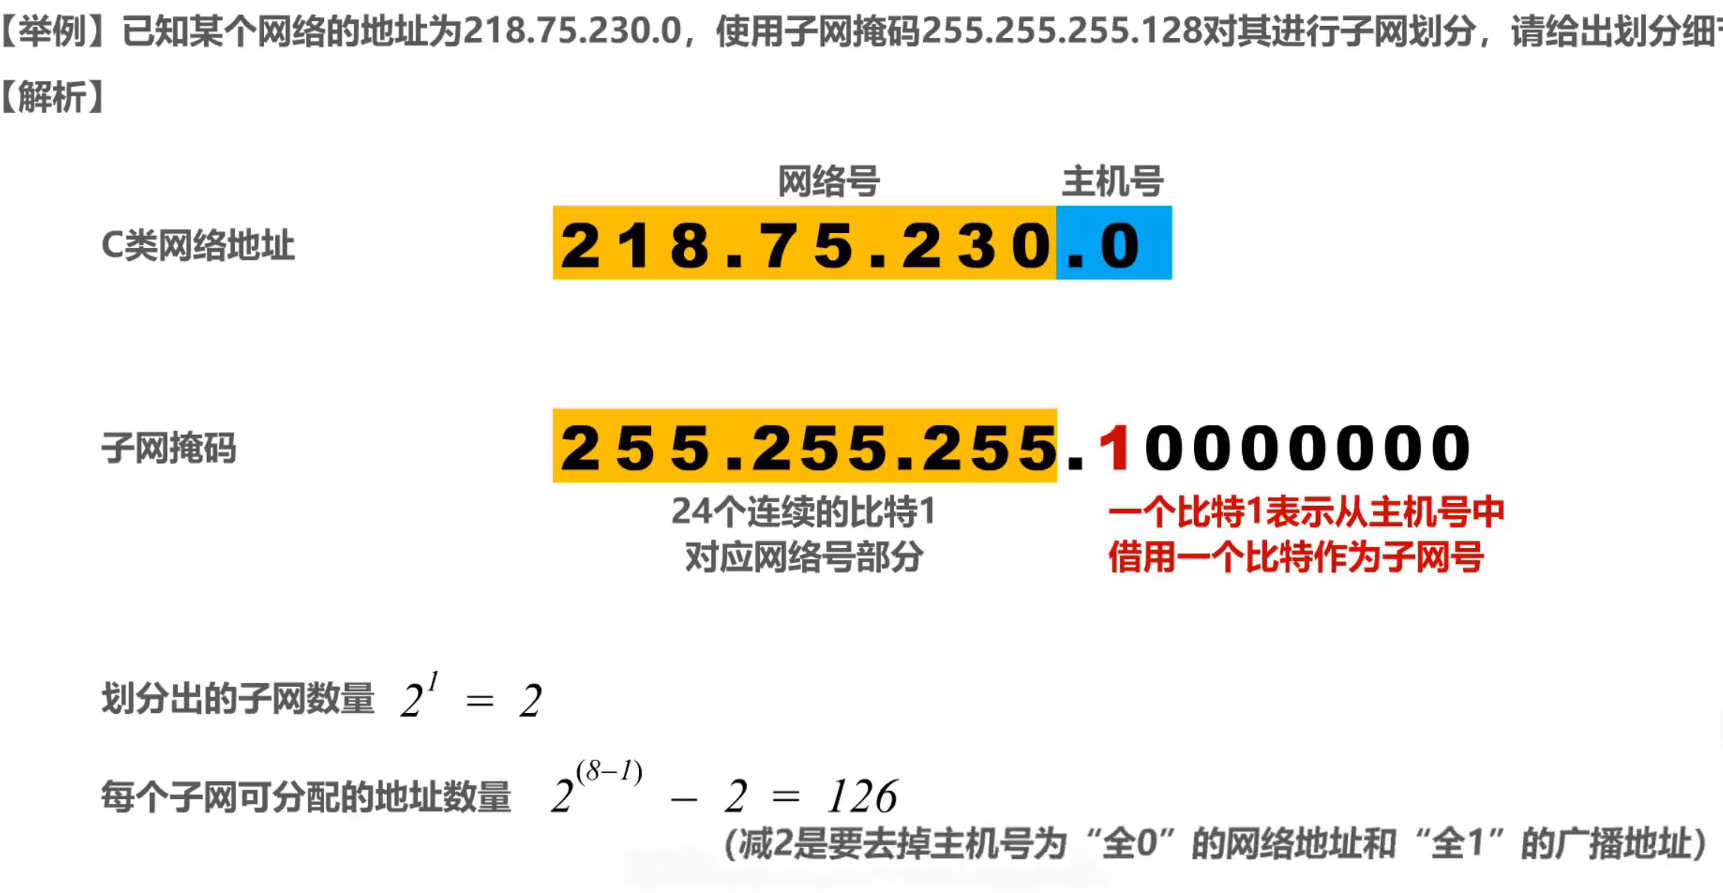 【举例】已知某个网络的地址为218.75.230.0，使用子网掩码255.255.255.128对其进行子网划分，请给出划分细
【解析】
网络号 主机号
C类网络地址 218.75.230.0
子网掩码 255.255.255.10000000
24个连续的比特1 一个比特1表示从主机号中
对应网络号部分 借用一个比特作为子网号
划分出的子网数量 2^1 = 2
每个子网可分配的地址数量 2^(8–1) – 2 = 126
（减2是要去掉主机号为“全0”的网络地址和“全1”的广播地址）